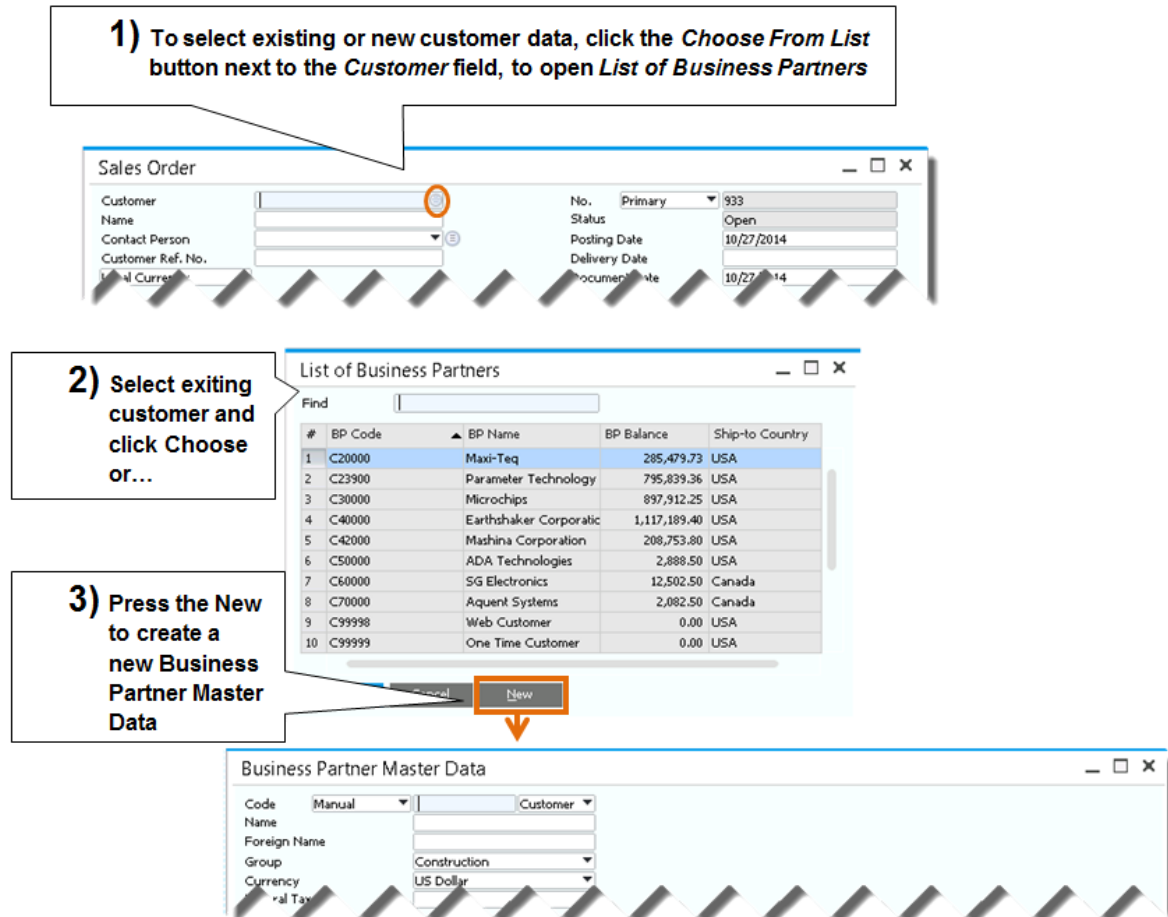 1) To select existing or new customer data, click the Choose From List
button next to the Customer field, to open List of Business Partners
Sales Order
Customer
No. Primary 933
Name
Status Open
Contact Person
Posting Date 10/27/2014
Customer Ref. No.
Delivery Date
2) Select exiting
customer and
click Choose
or...
List of Business Partners
Find
# BP Code BP Name BP Balance Ship-to Country
1 C20000 Maxi-Teq 285,479.73 USA
2 C23900 Parameter Technology 795,839.36 USA
3 C30000 Microchips 897,912.25 USA
4 C40000 Earthshaker Corporatic 1,117,189.40 USA
5 C42000 Mashina Corporation 208,753.80 USA
6 C50000 ADA Technologies 2,888.50 USA
7 C60000 SG Electronics 12,502.50 Canada
8 C70000 Aquent Systems 2,082.50 Canada
9 C99998 Web Customer 0.00 USA
10 C99999 One Time Customer 0.00 USA
3) Press the New
to create a
new Business
Partner Master
Data
New
Business Partner Master Data
Code Manual Customer
Name
Foreign Name
Group Construction
Currency US Dollar